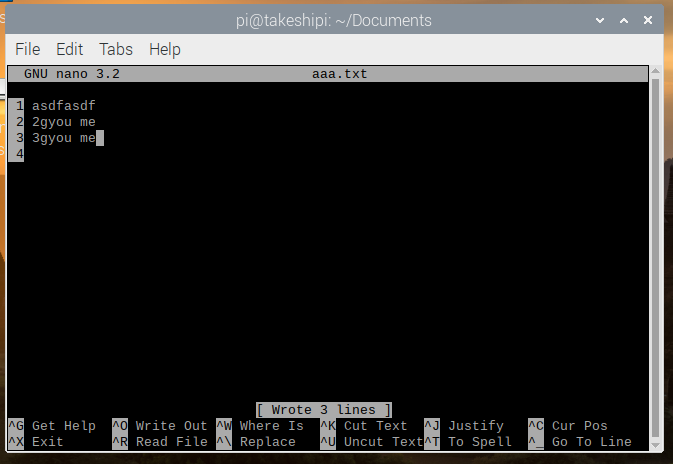 pi@takeshipi: ~/Documents
File Edit Tabs Help
GNU nano 3.2 aaa.txt
1 asdfasdf
2 2gyou me
3 3gyou me
4
[ Wrote 3 lines ]
^G Get Help ^O Write Out ^W Where Is ^K Cut Text ^J Justify ^C Cur Pos
^X Exit ^R Read File ^\ Replace ^U Uncut Text ^T To Spell ^_ Go To Line